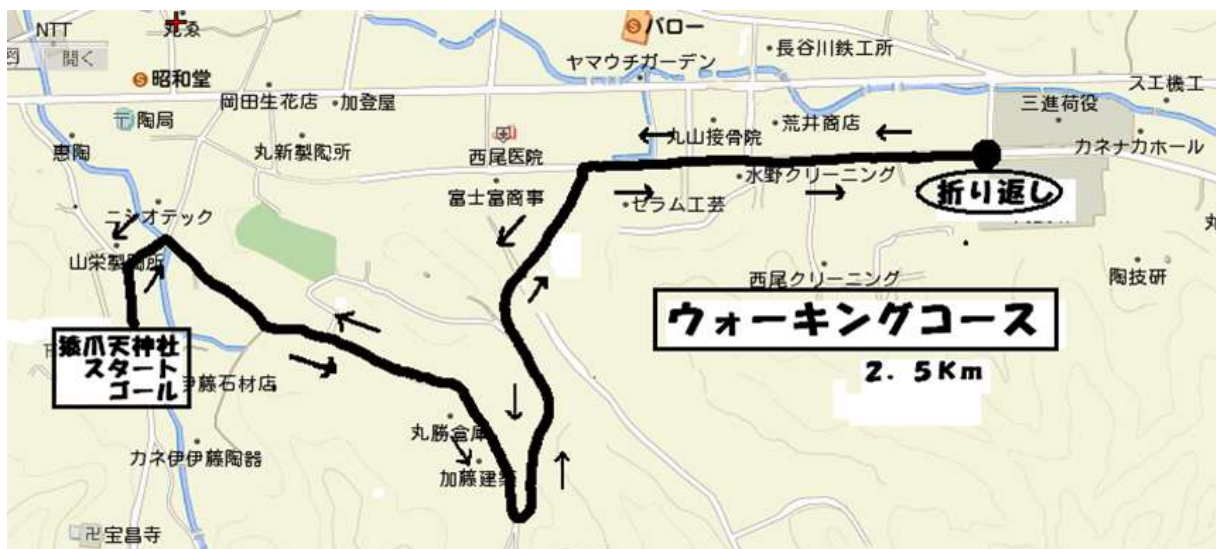 NTT
丸ゑ
バロー
長谷川鉄工所
開く
ヤマウチガーデン
昭和堂
スエ機工
岡田生花店
加登屋
三進荷役
陶局
丸山接骨院
荒井商店
恵陶
丸新製陶所
西尾医院
カネナカホール
水野クリーニング
富士富商事
折り返し
セラム工芸
ニシオテック
山栄製陶所
西尾クリーニング
陶技研
ウォーキングコース
猿爪天神社
スタート
ゴール
2.5Km
伊藤石材店
丸勝倉庫
カネ伊伊藤陶器
加藤建築
卍宝昌寺